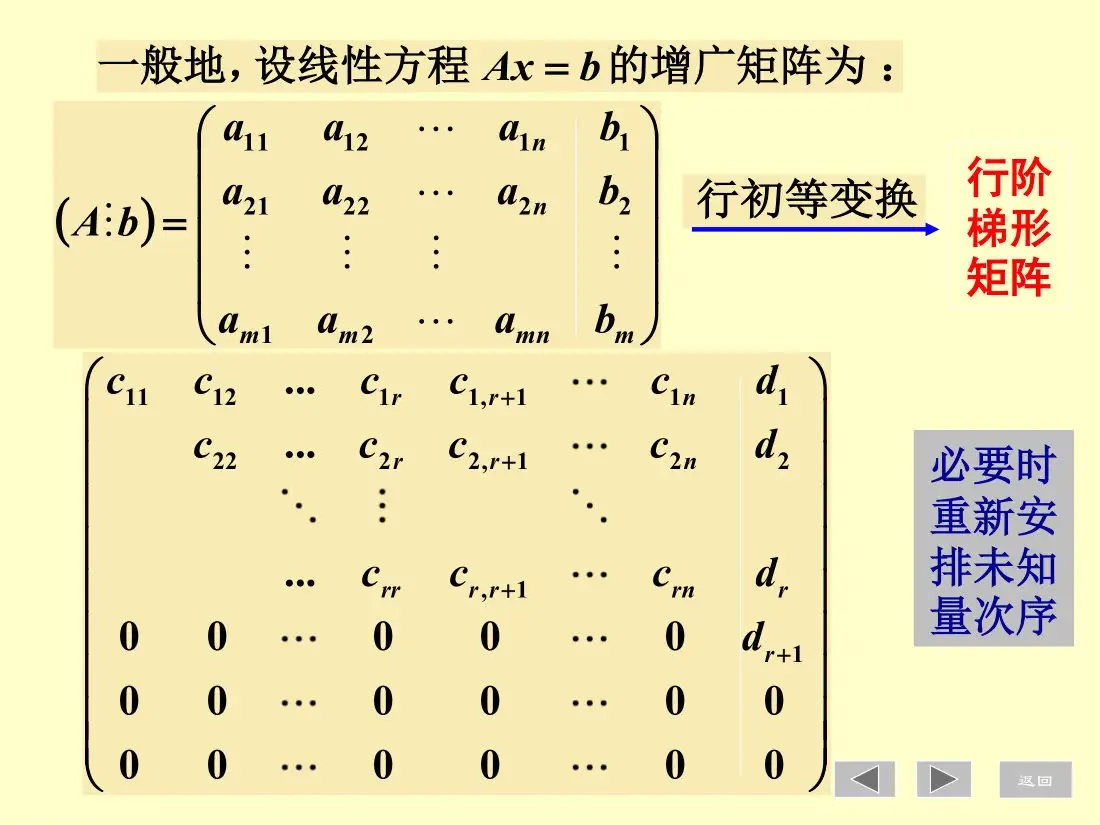 一般地，设线性方程 Ax = b 的增广矩阵为：
a₁₁ a₁₂ ⋯ a₁ₙ b₁
a₂₁ a₂₂ ⋯ a₂ₙ b₂
(A⋮b) =
⋮ ⋮ ⋮ ⋮
aₘ₁ aₘ₂ ⋯ aₘₙ bₘ
行初等变换
行阶
梯形
矩阵
c₁₁ c₁₂ ... c₁ᵣ c₁,ᵣ₊₁ ⋯ c₁ₙ d₁
c₂₂ ... c₂ᵣ c₂,ᵣ₊₁ ⋯ c₂ₙ d₂
⋱ ⋮ ⋱
... cᵣᵣ cᵣ,ᵣ₊₁ ⋯ cᵣₙ dᵣ
0 0 ⋯ 0 0 ⋯ 0 dᵣ₊₁
0 0 ⋯ 0 0 ⋯ 0 0
0 0 ⋯ 0 0 ⋯ 0 0
必要时
重新安
排未知
量次序
返回